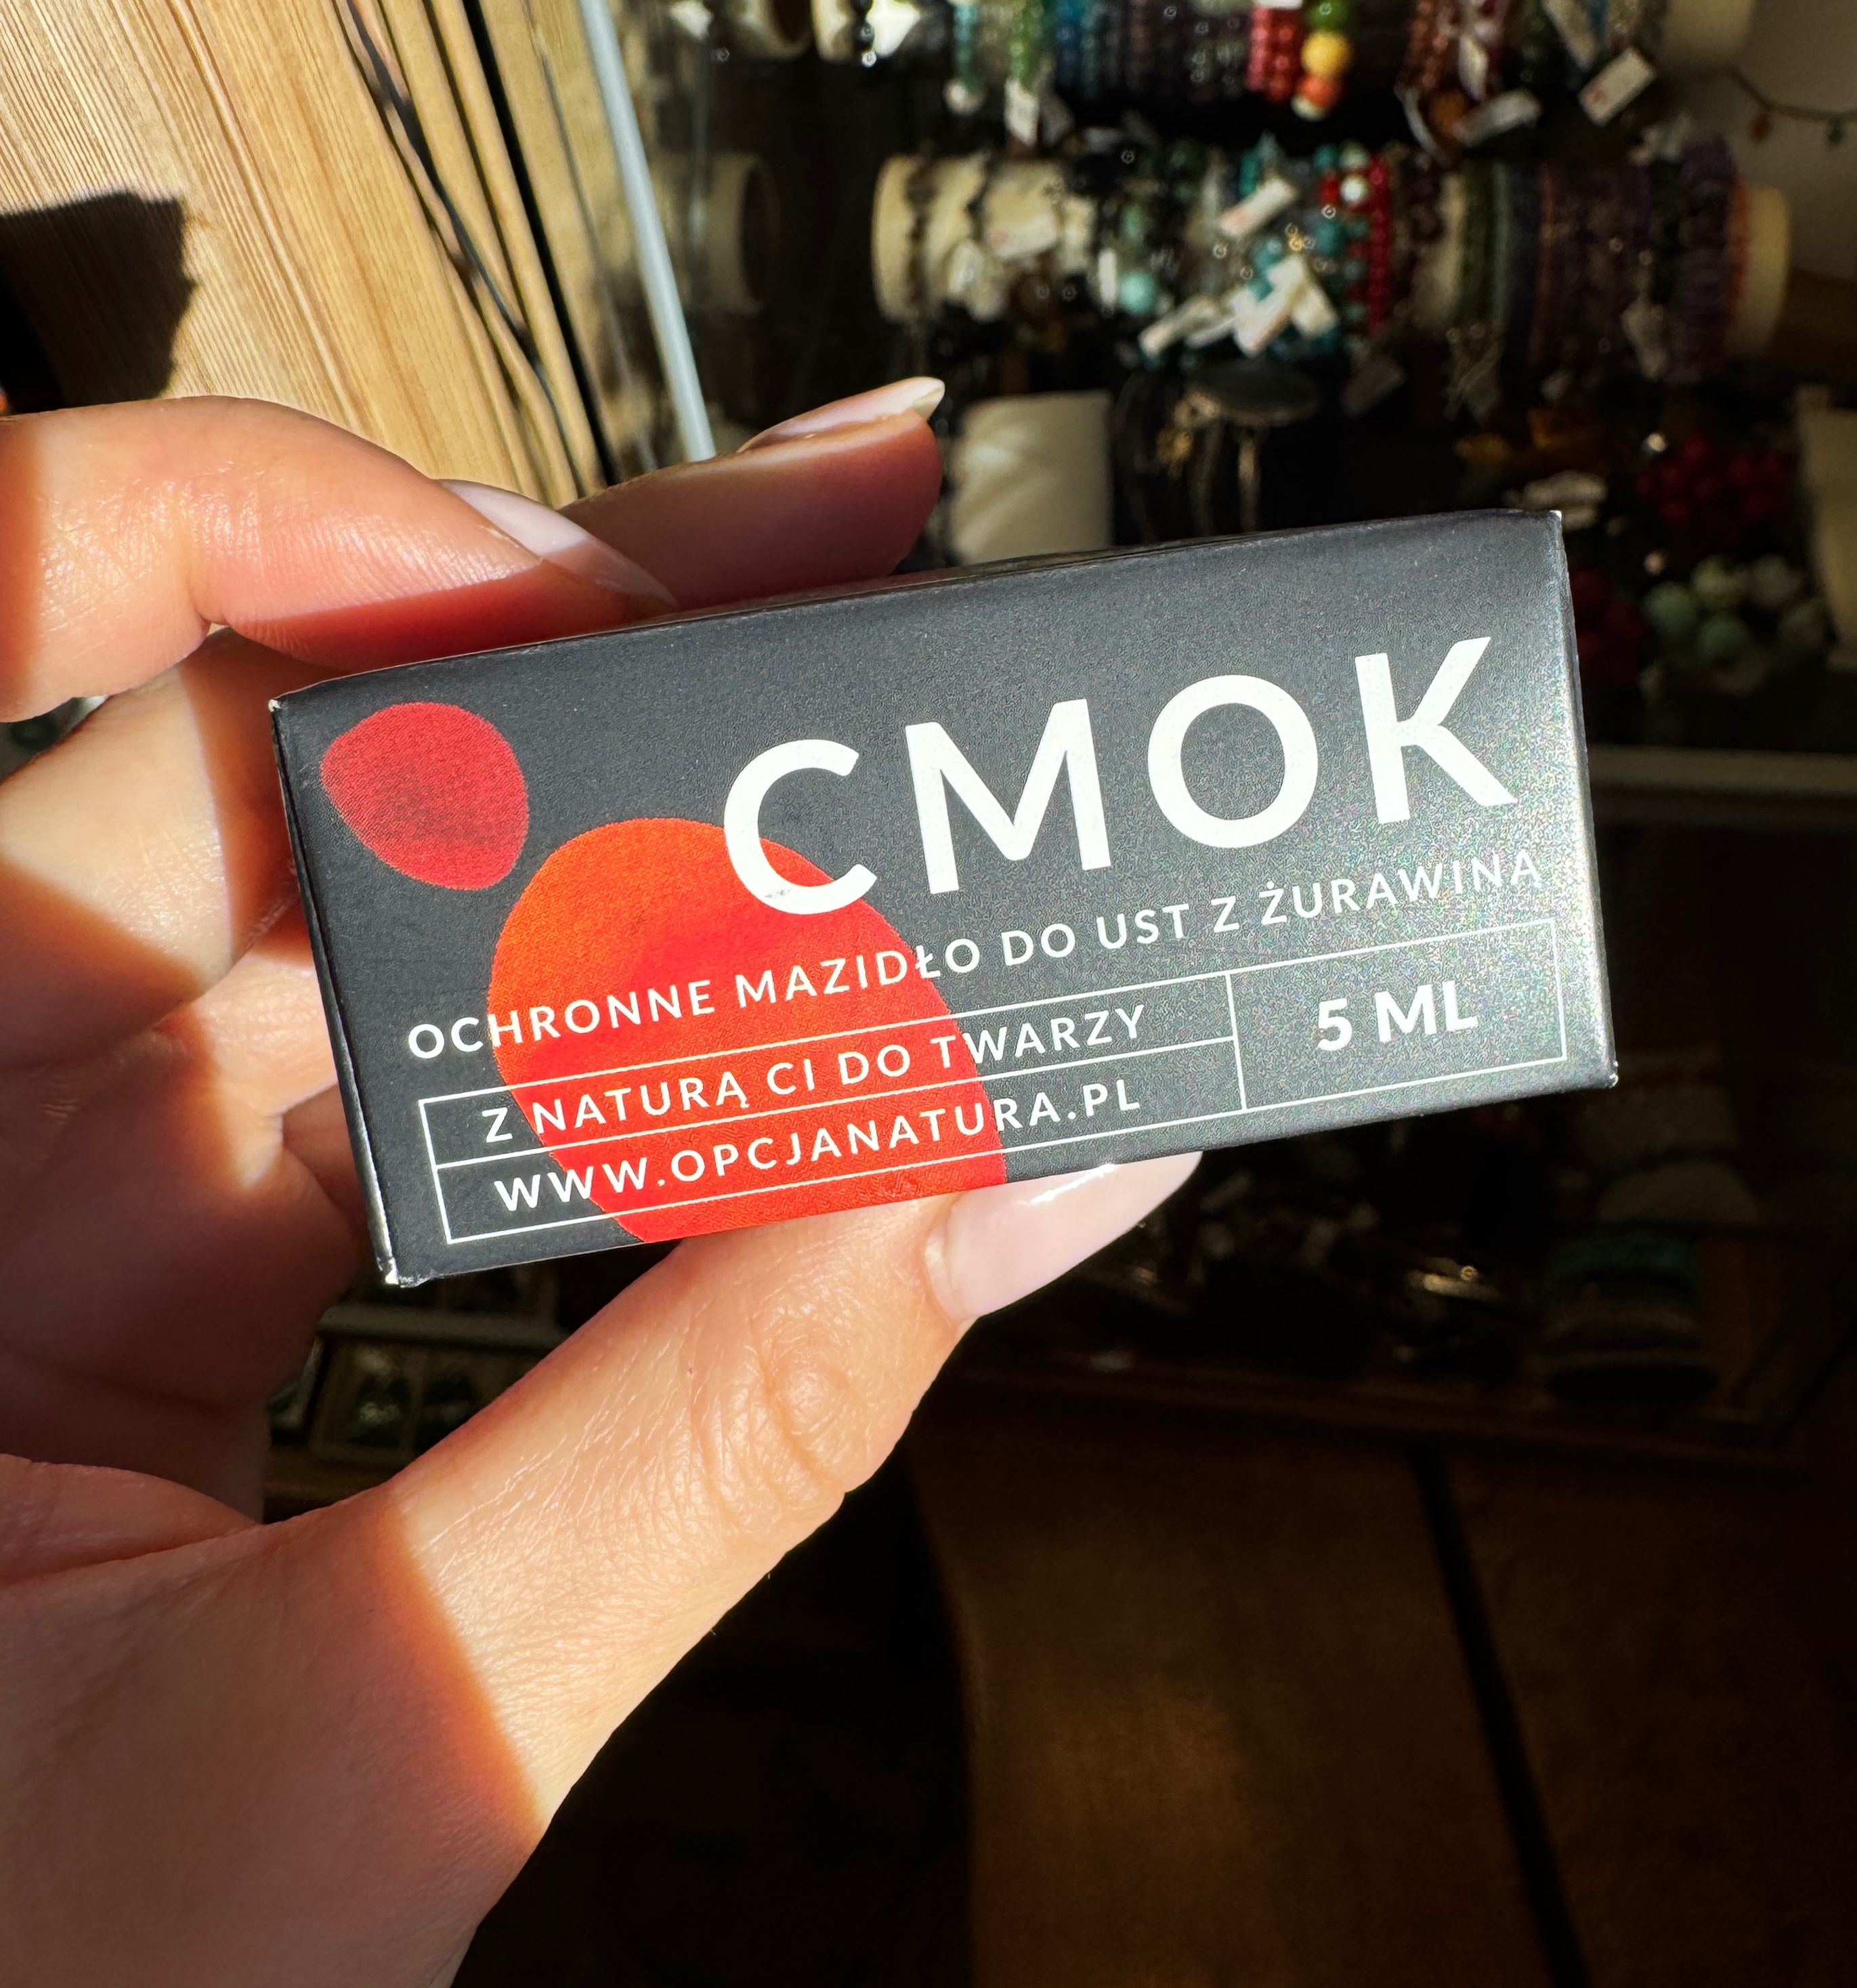 CMOK
OCHRONNE MAZIDŁO DO UST Z ŻURAWINĄ
Z NATURĄ CI DO TWARZY
5 ML
WWW.OPCJANATURA.PL